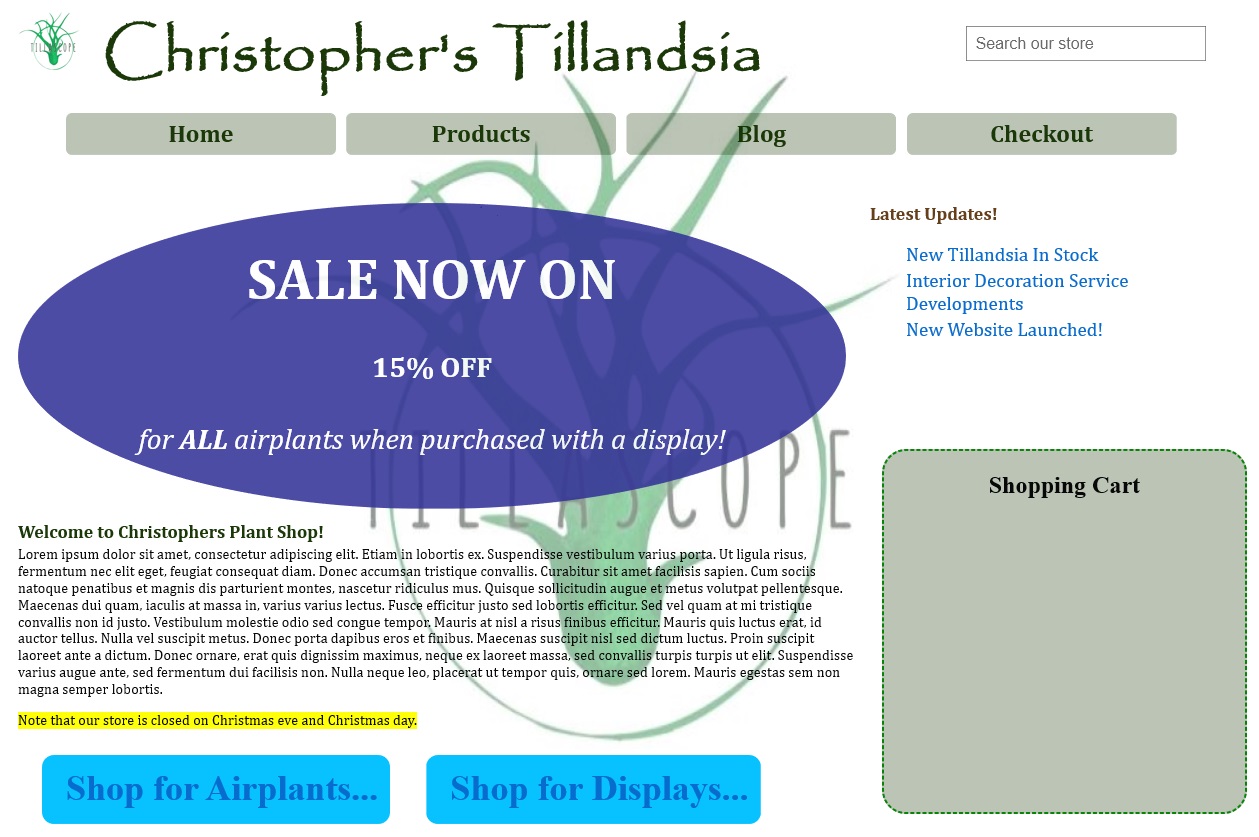 TILLASCOPE
Christopher's Tillandsia
Search our store
Home
Products
Blog
Checkout
SALE NOW ON
15% OFF
for ALL airplants when purchased with a display!
TILLASCOPE
Latest Updates!
New Tillandsia In Stock
Interior Decoration Service
Developments
New Website Launched!
Shopping Cart
Welcome to Christophers Plant Shop!
Lorem ipsum dolor sit amet, consectetur adipiscing elit. Etiam in lobortis ex. Suspendisse vestibulum varius porta. Ut ligula risus,
fermentum nec elit eget, feugiat consequat diam. Donec accumsan tristique convallis. Curabitur sit amet facilisis sapien. Cum sociis
natoque penatibus et magnis dis parturient montes, nascetur ridiculus mus. Quisque sollicitudin augue et metus volutpat pellentesque.
Maecenas dui quam, iaculis at massa in, varius varius lectus. Fusce efficitur justo sed lobortis efficitur. Sed vel quam at mi tristique
convallis non id justo. Vestibulum molestie odio sed congue tempor. Mauris at nisl a risus finibus efficitur. Mauris quis luctus erat, id
auctor tellus. Nulla vel suscipit metus. Donec porta dapibus eros et finibus. Maecenas suscipit nisl sed dictum luctus. Proin suscipit
laoreet ante a dictum. Donec ornare, erat quis dignissim maximus, neque ex laoreet massa, sed convallis turpis turpis ut elit. Suspendisse
varius augue ante, sed fermentum dui facilisis non. Nulla neque leo, placerat ut tempor quis, ornare sed lorem. Mauris egestas sem non
magna semper lobortis.
Note that our store is closed on Christmas eve and Christmas day.
Shop for Airplants...
Shop for Displays...